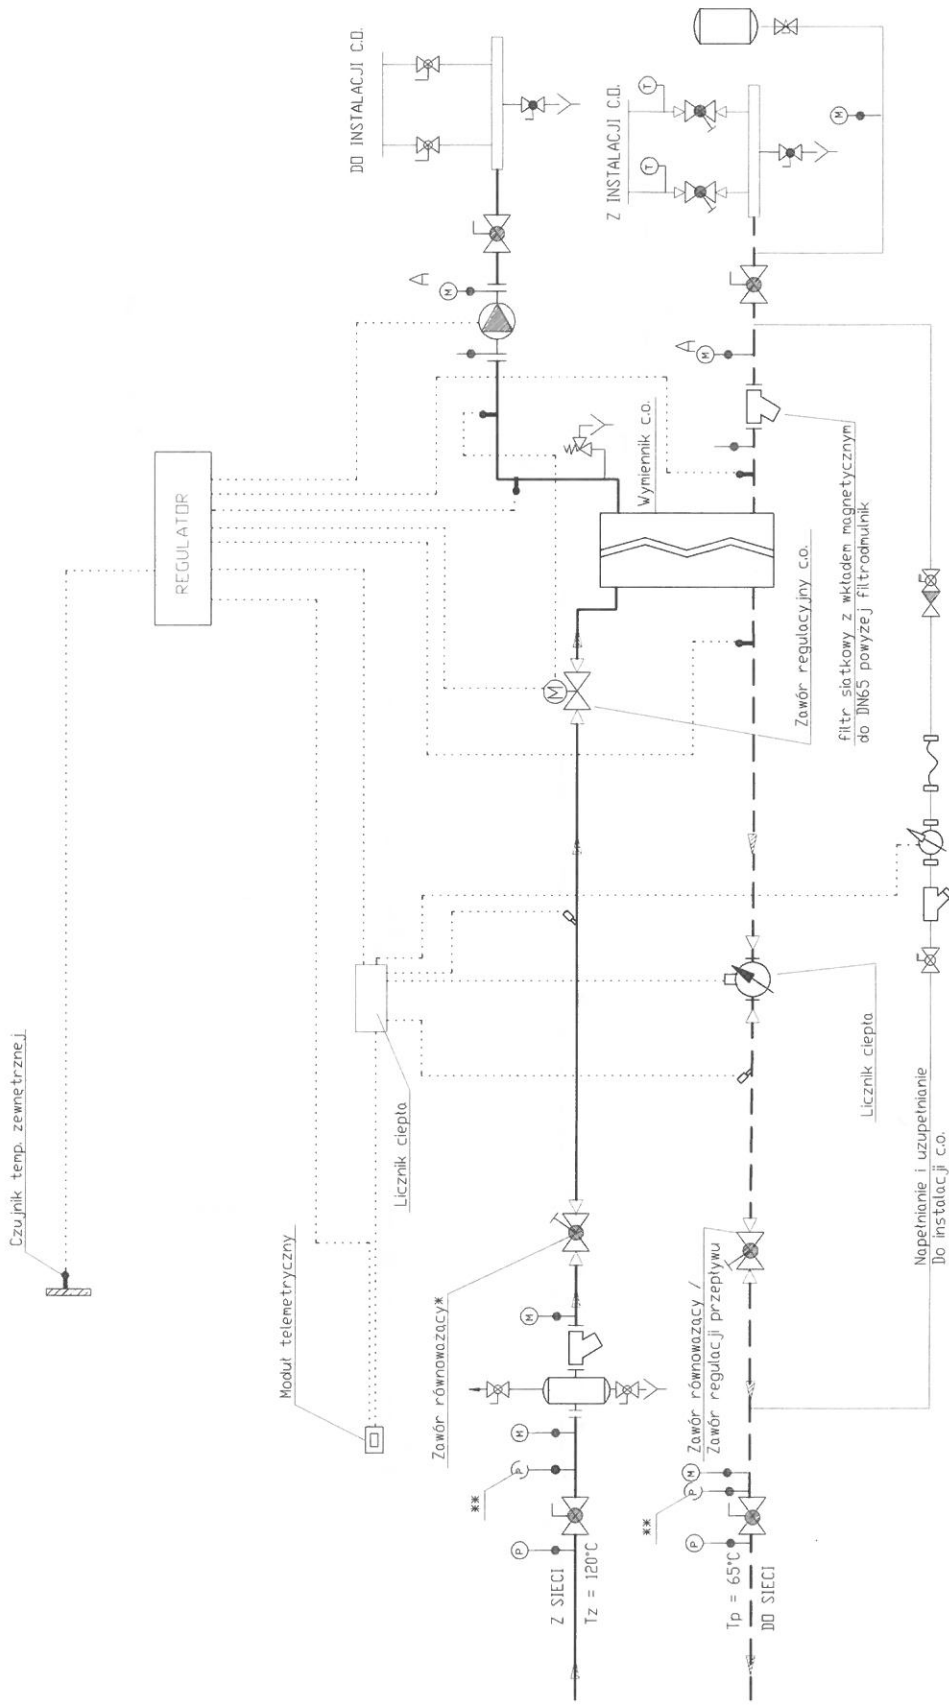 Czujnik temp. zewnętrznej
Moduł telemetryczny
REGULATOR
Licznik ciepła
DO INSTALACJI C.O.
A
M
Zawór równoważący*
**
P
P
M
M
Z SIECI
Tz = 120°C
M
Wymiennik c.o.
Zawór regulacyjny c.o.
Z INSTALACJI C.O.
T
T
M
A
M
filtr siatkowy z wkładem magnetycznym
do DN65 powyżej filtrodmulnik
Zawór równoważący/
Zawór regulacji przepływu
**
P
P
M
Tp = 65°C
DO SIECI
Licznik ciepła
Napełnianie i uzupełnianie
Do instalacji c.o.